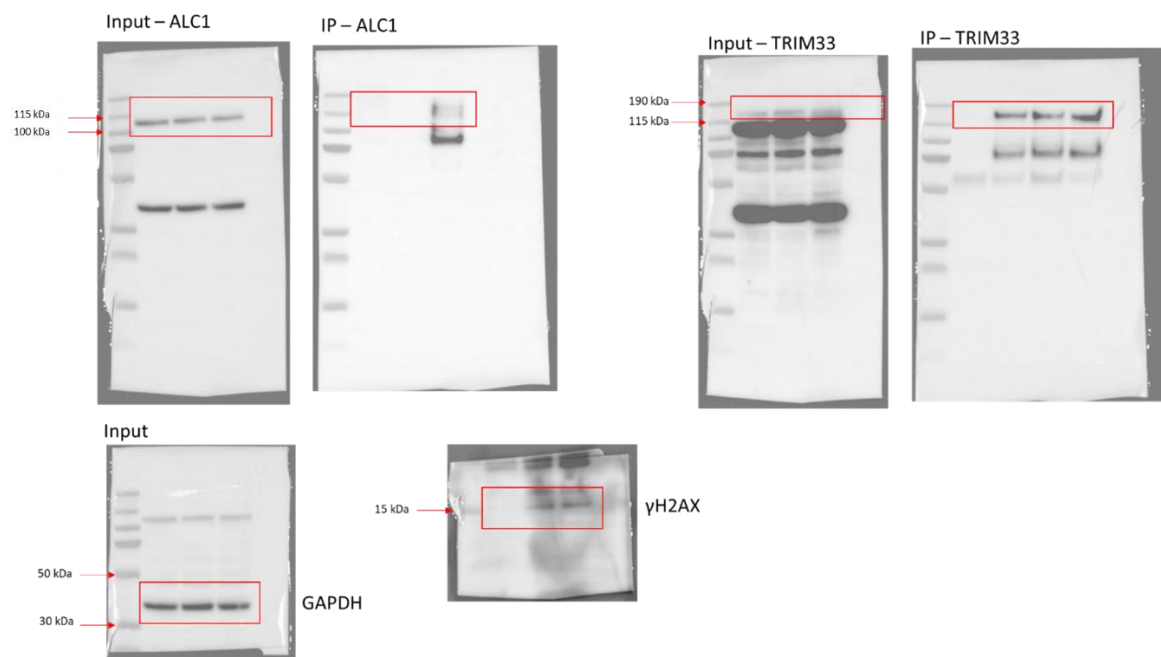 Input – ALC1
IP – ALC1
Input – TRIM33
IP – TRIM33
115 kDa
100 kDa
190 kDa
115 kDa
Input
15 kDa
γH2AX
50 kDa
GAPDH
30 kDa